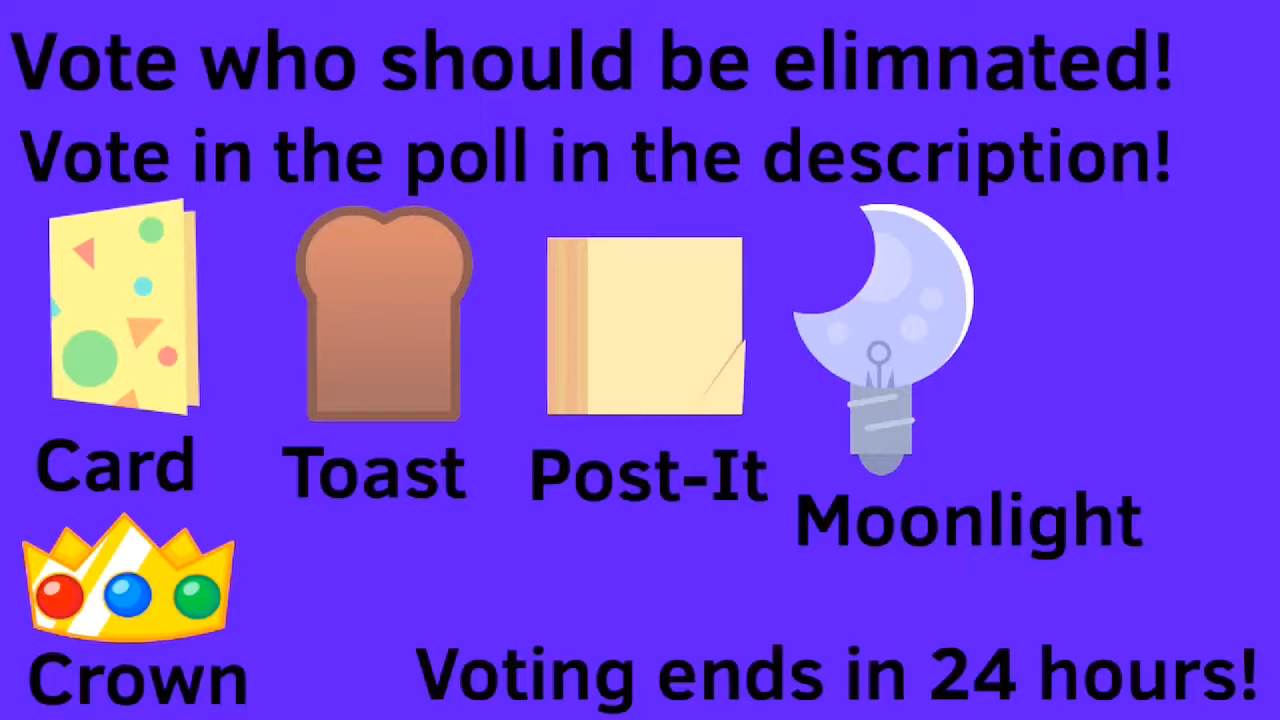 Vote who should be elimnated!
Vote in the poll in the description!
Card
Toast
Post-It
Moonlight
Crown
Voting ends in 24 hours!